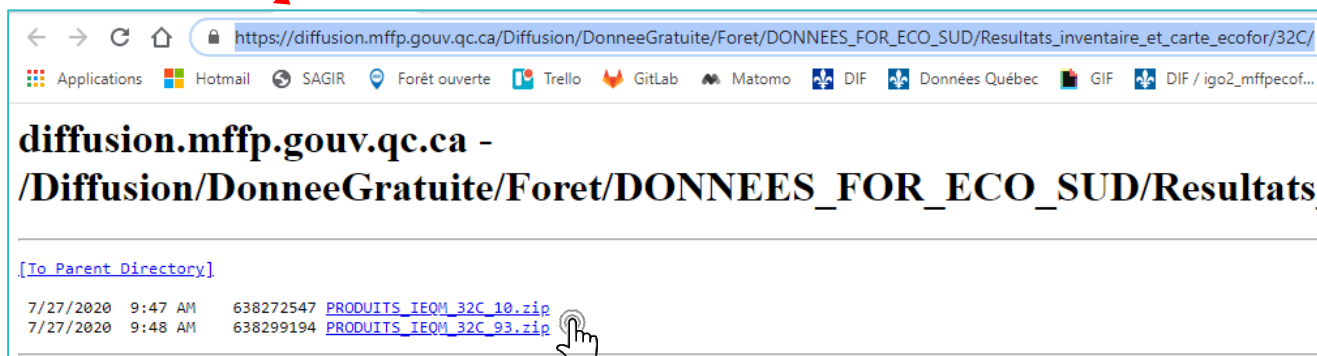 https://diffusion.mffp.gouv.qc.ca/Diffusion/DonneeGratuite/Foret/DONNEES_FOR_ECO_SUD/Resultats_inventaire_et_carte_ecofor/32C/
Applications Hotmail SAGIR Forêt ouverte Trello GitLab Matomo DIF Données Québec GIF DIF / igo2_mffpecof...
diffusion.mffp.gouv.qc.ca -
/Diffusion/DonneeGratuite/Foret/DONNEES_FOR_ECO_SUD/Resultats_
[To Parent Directory]
7/27/2020 9:47 AM 638272547 PRODUITS_IEQM_32C_10.zip
7/27/2020 9:48 AM 638299194 PRODUITS_IEQM_32C_93.zip